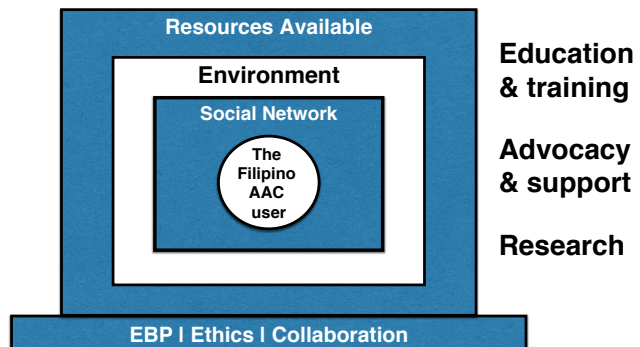 Resources Available
Environment
Social Network
The
Filipino
AAC
user
EBP | Ethics | Collaboration
Education
& training
Advocacy
& support
Research